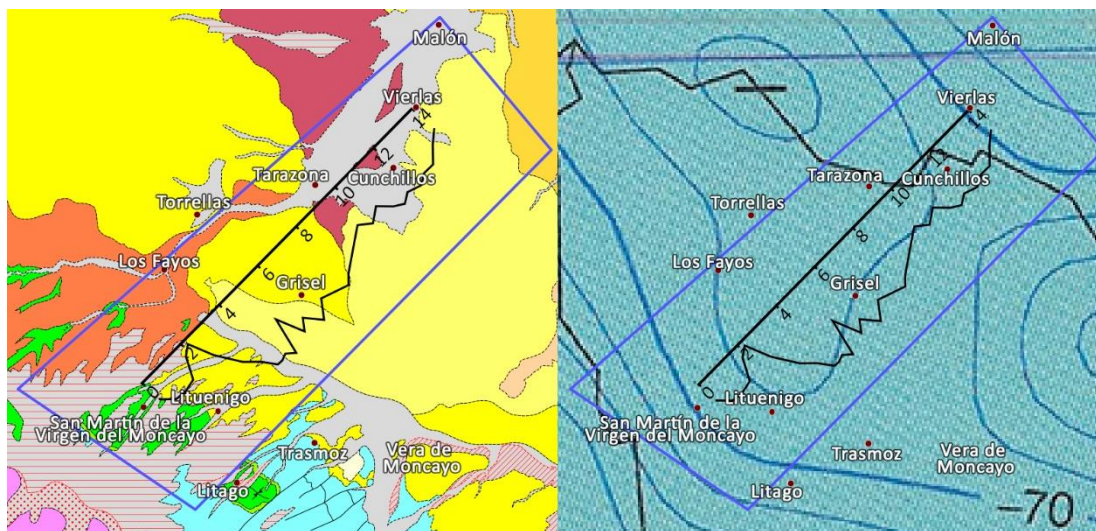 Malón
Vierlas
14
12
Cunchillos
Tarazona
10
Torrellas
8
Los Fayos
6
Grisel
4
2
0
Lituenigo
San Martín de la
Virgen del Moncayo
Trasmoz
Vera de
Moncayo
Litago
Malón
Vierlas
14
12
Cunchillos
Tarazona
10
Torrellas
8
Los Fayos
6
Grisel
4
2
0
Lituenigo
San Martín de la
Virgen del Moncayo
Trasmoz
Vera de
Moncayo
Litago
-70